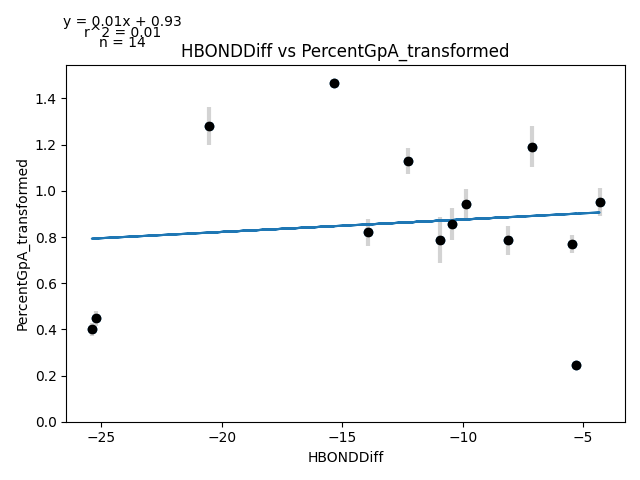 y = 0.01x + 0.93
r^2 = 0.01
n = 14
HBONDDiff vs PercentGpA_transformed
PercentGpA_transformed
1.4
1.2
1.0
0.8
0.6
0.4
0.2
0.0
−25
−20
−15
−10
−5
HBONDDiff